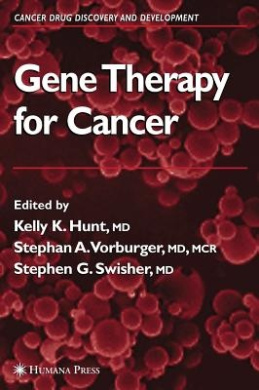 CANCER DRUG DISCOVERY AND DEVELOPMENT
Gene Therapy
for Cancer
Edited by
Kelly K. Hunt, MD
Stephan A. Vorburger, MD, MCR
Stephen G. Swisher, MD
HUMANA PRESS